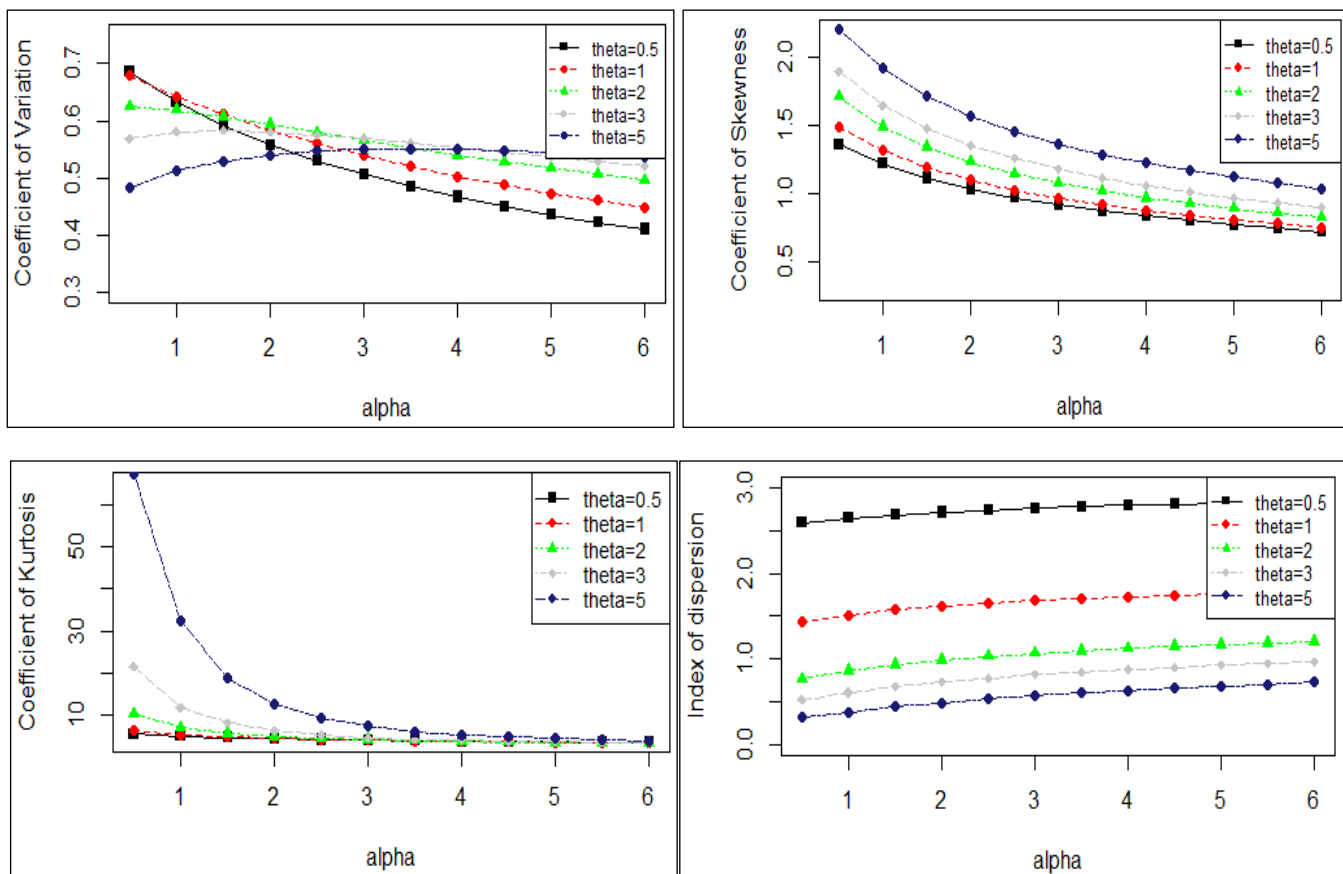 Coefficient of Variation
0.7
0.6
0.5
0.4
0.3
theta=0.5
theta=1
theta=2
theta=3
theta=5
1 2 3 4 5 6
alpha
Coefficient of Skewness
2.0
1.5
1.0
0.5
theta=0.5
theta=1
theta=2
theta=3
theta=5
1 2 3 4 5 6
alpha
Coefficient of Kurtosis
50
30
10
theta=0.5
theta=1
theta=2
theta=3
theta=5
1 2 3 4 5 6
alpha
Index of dispersion
3.0
2.0
1.0
0.0
theta=0.5
theta=1
theta=2
theta=3
theta=5
1 2 3 4 5 6
alpha